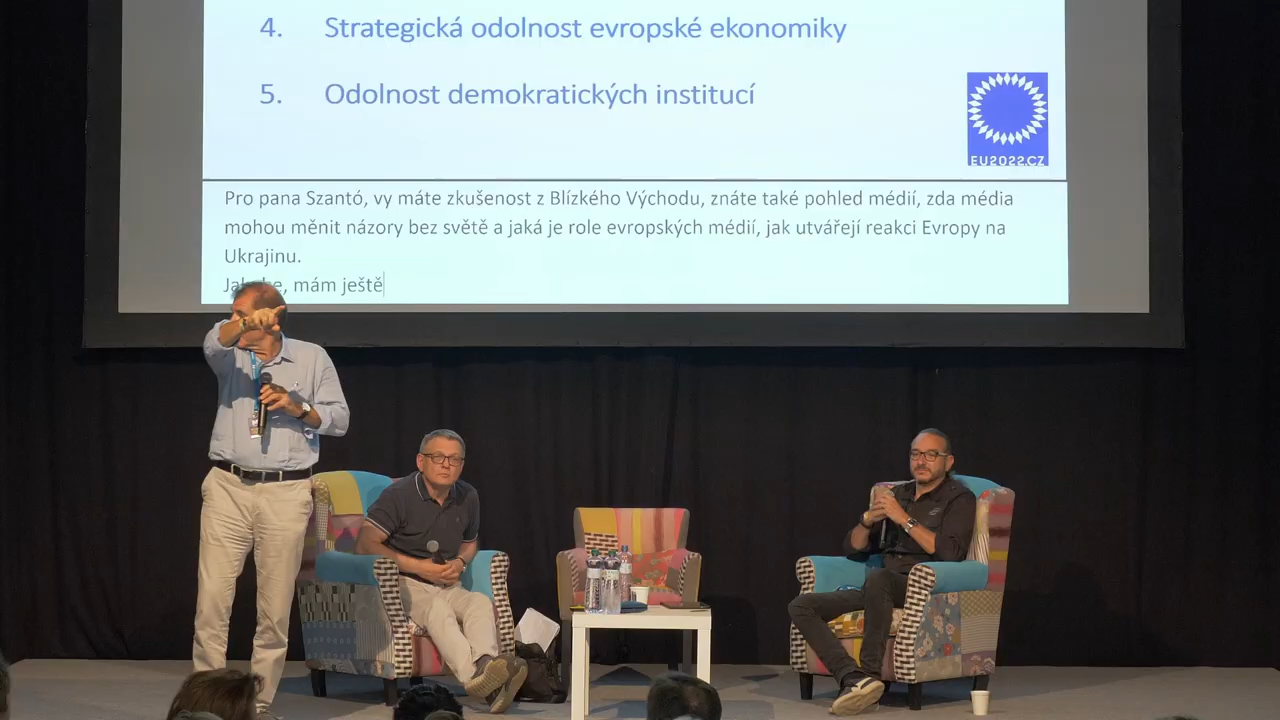 4. Strategická odolnost evropské ekonomiky
5. Odolnost demokratických institucí
EU2022.CZ
Pro pana Szantó, vy máte zkušenost z Blízkého Východu, znáte také pohled médií, zda média
mohou měnit názory bez světě a jaká je role evropských médií, jak utvářejí reakci Evropy na
Ukrajinu.
mám ještě